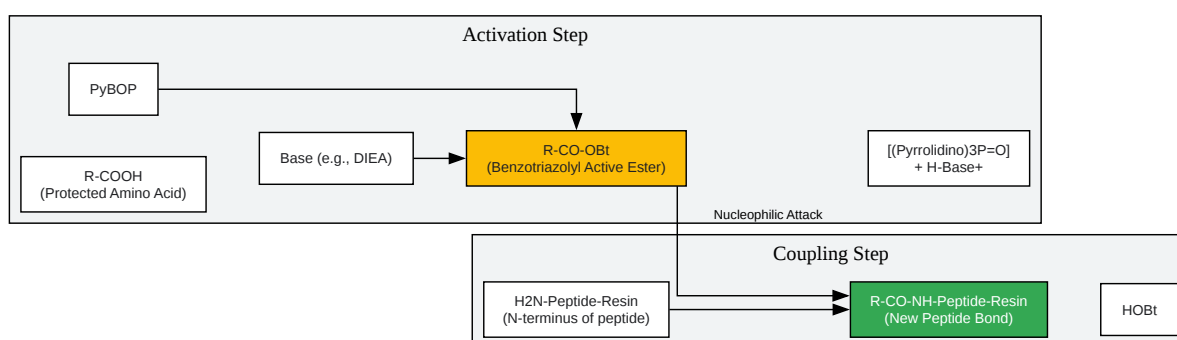 Activation Step
PyBOP
Base (e.g., DIEA)
R-CO-OBt
(Benzotriazolyl Active Ester)
[(Pyrrolidino)3P=O]
+ H-Base+
R-COOH
(Protected Amino Acid)
Nucleophilic Attack
Coupling Step
H2N-Peptide-Resin
(N-terminus of peptide)
R-CO-NH-Peptide-Resin
(New Peptide Bond)
HOBt